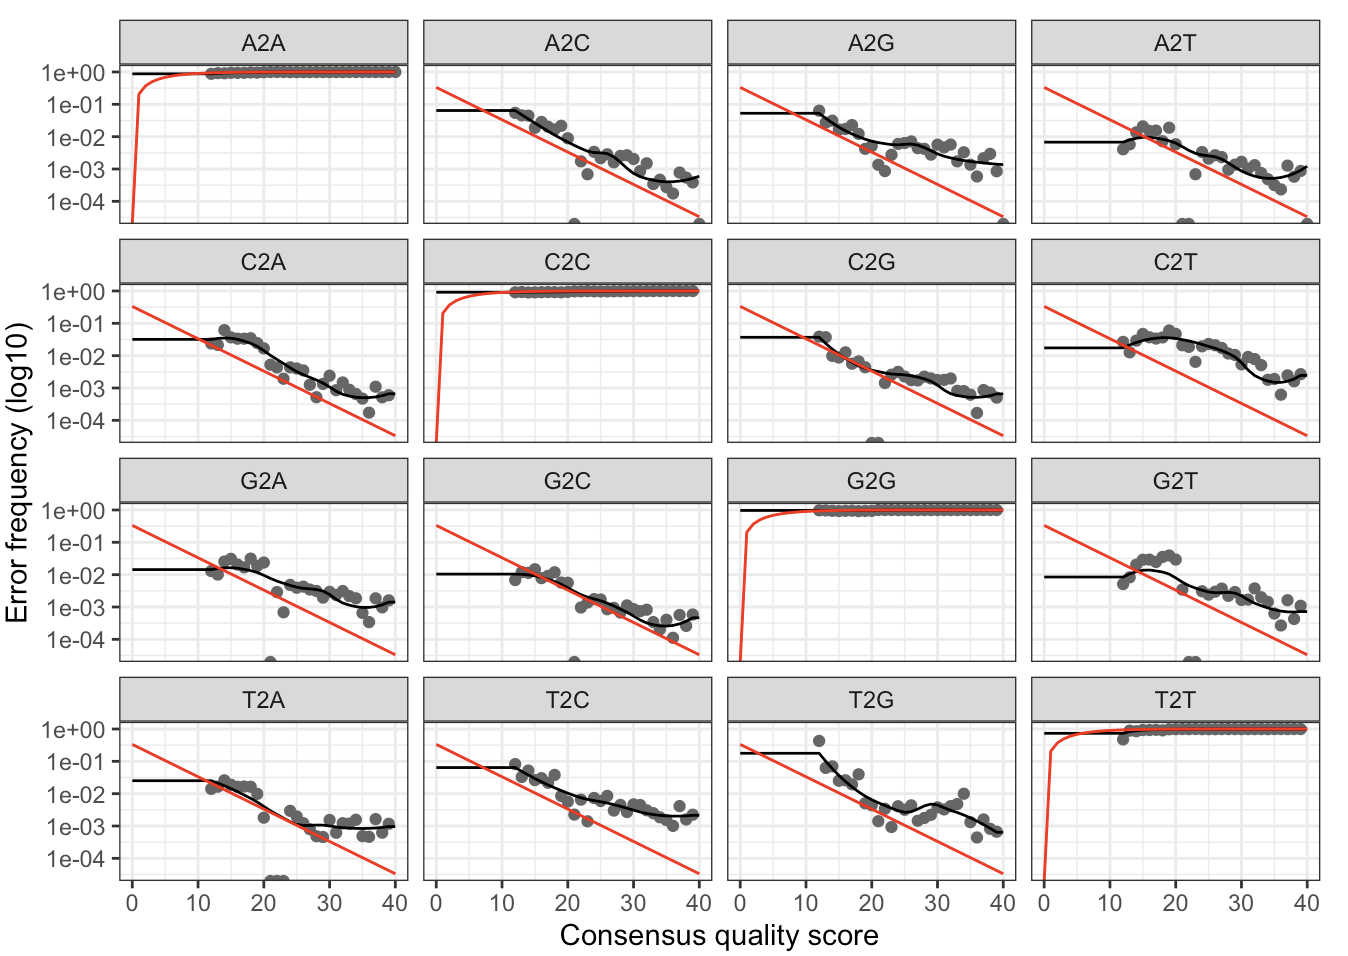 A2A A2C A2G A2T
1e+00
1e-01
1e-02
1e-03
1e-04
C2A C2C C2G C2T
1e+00
1e-01
1e-02
1e-03
1e-04
G2A G2C G2G G2T
1e+00
1e-01
1e-02
1e-03
1e-04
T2A T2C T2G T2T
1e+00
1e-01
1e-02
1e-03
1e-04
0 10 20 30 40 0 10 20 30 40 0 10 20 30 40 0 10 20 30 40
Consensus quality score
Error frequency (log10)